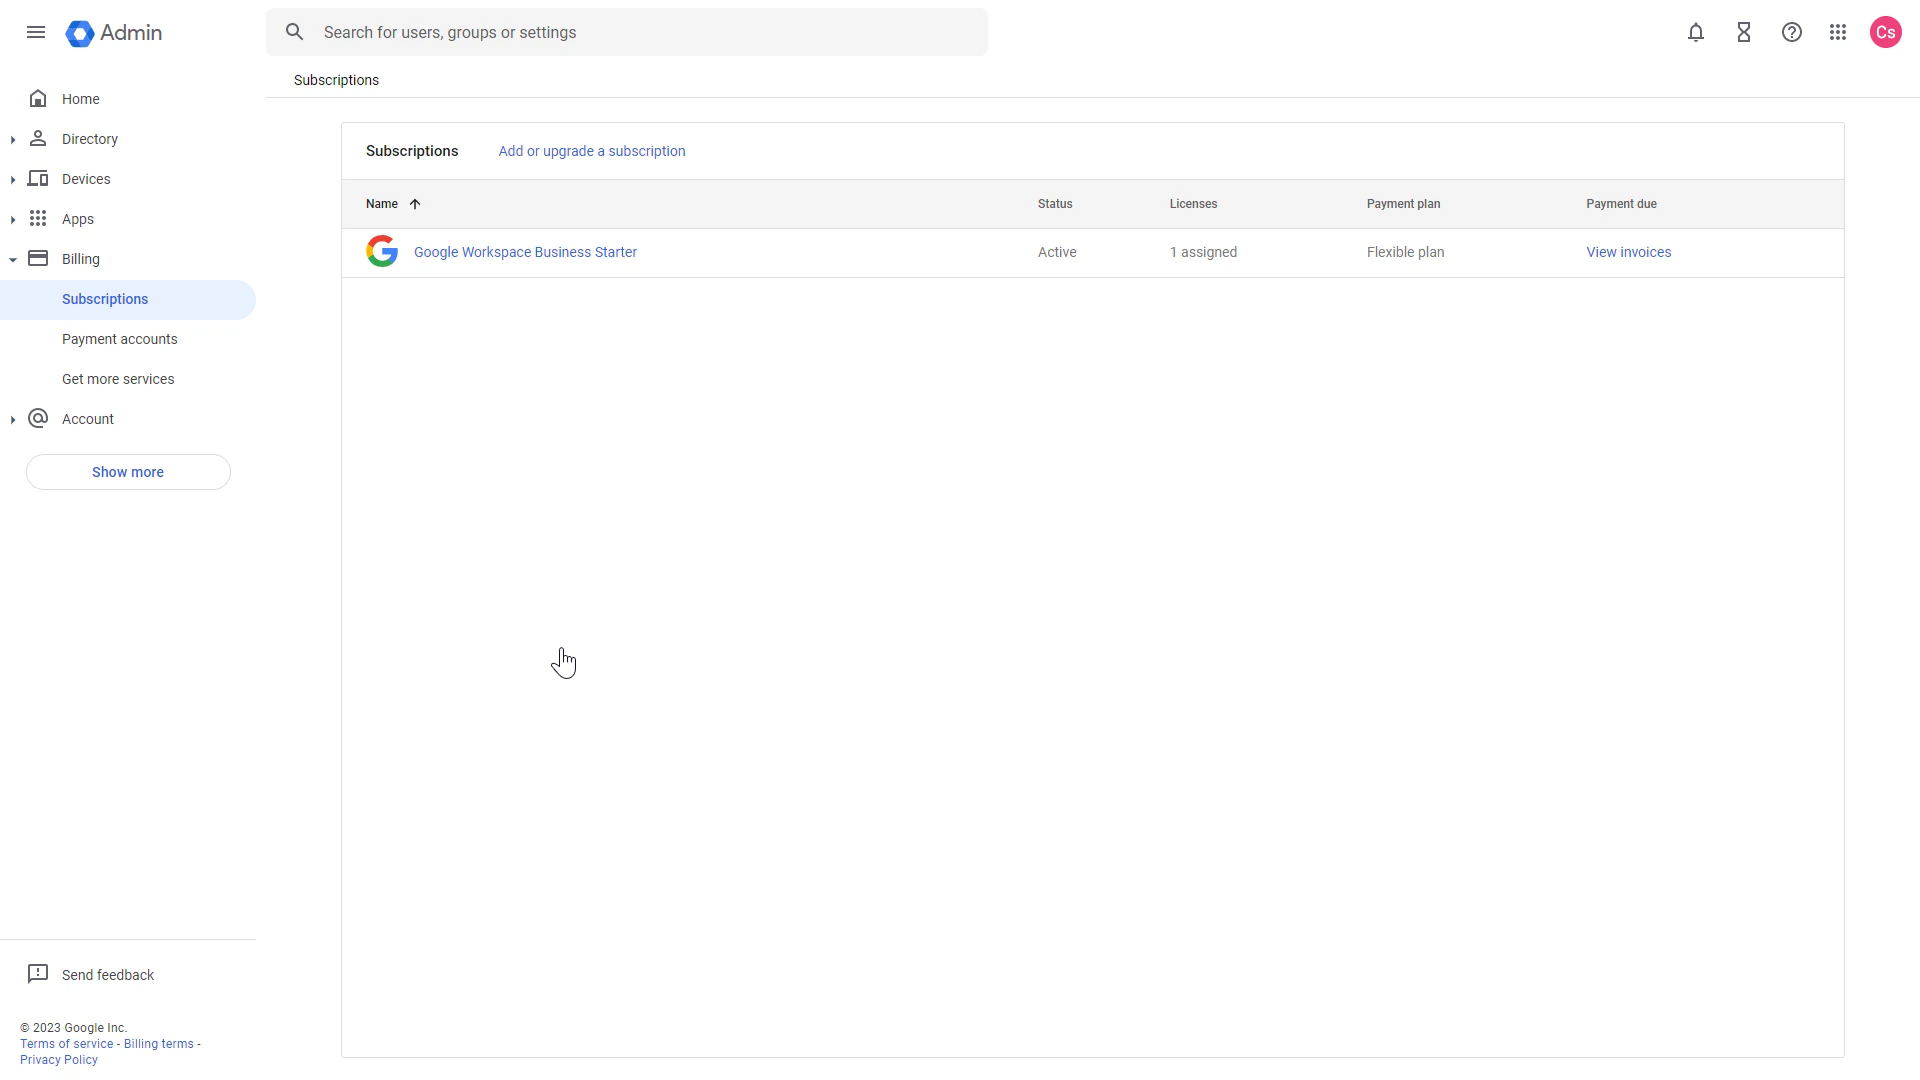 Admin
Search for users, groups or settings
Cs
Subscriptions
Home
Directory
Devices
Apps
Billing
Subscriptions
Payment accounts
Get more services
Account
Show more
Subscriptions Add or upgrade a subscription
Name Status Licenses Payment plan Payment due
Google Workspace Business Starter Active 1 assigned Flexible plan View invoices
Send feedback
© 2023 Google Inc.
Terms of service - Billing terms -
Privacy Policy